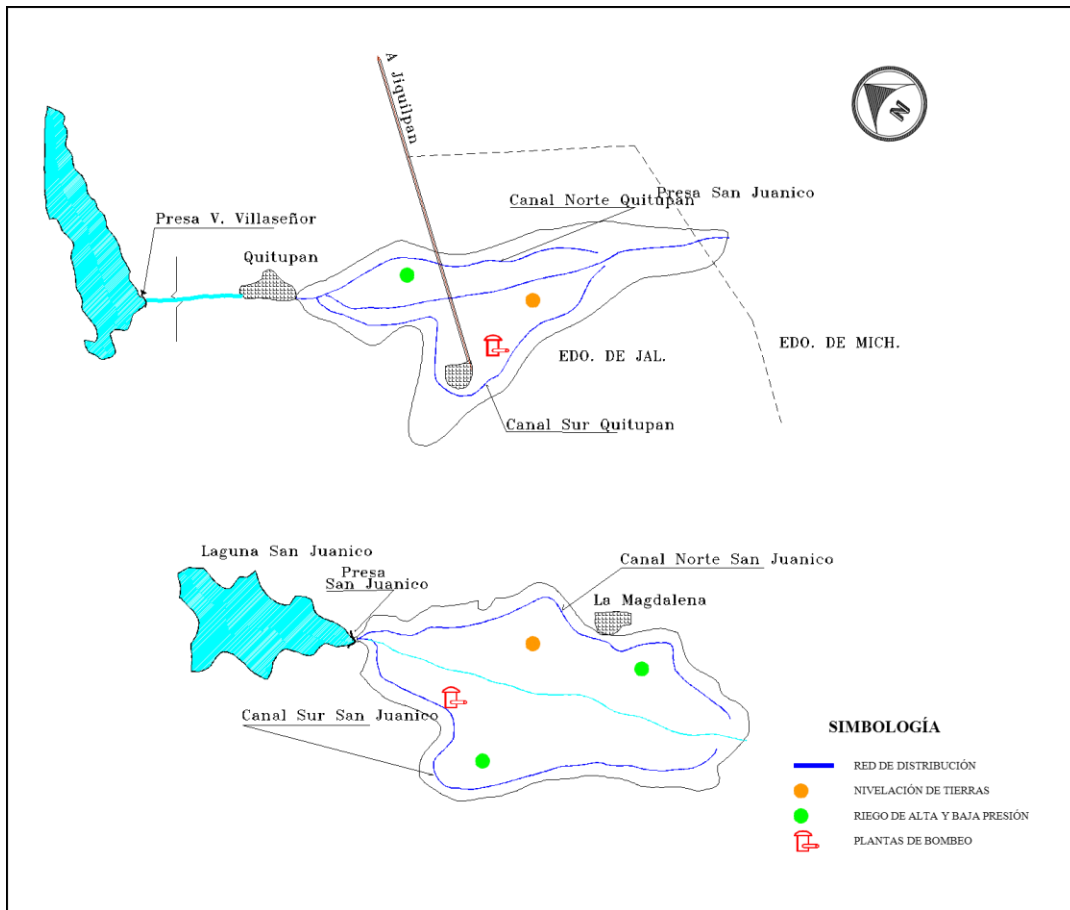 A Jiquilpan
N
Presa San Juanico
Canal Norte Quitupan
Presa V. Villaseñor
Quitupan
EDO. DE MICH.
EDO. DE JAL.
Canal Sur Quitupan
Laguna San Juanico
Presa
San Juanico
Canal Norte San Juanico
La Magdalena
Canal Sur San Juanico
SIMBOLOGÍA
RED DE DISTRIBUCIÓN
NIVELACIÓN DE TIERRAS
RIEGO DE ALTA Y BAJA PRESIÓN
PLANTAS DE BOMBEO